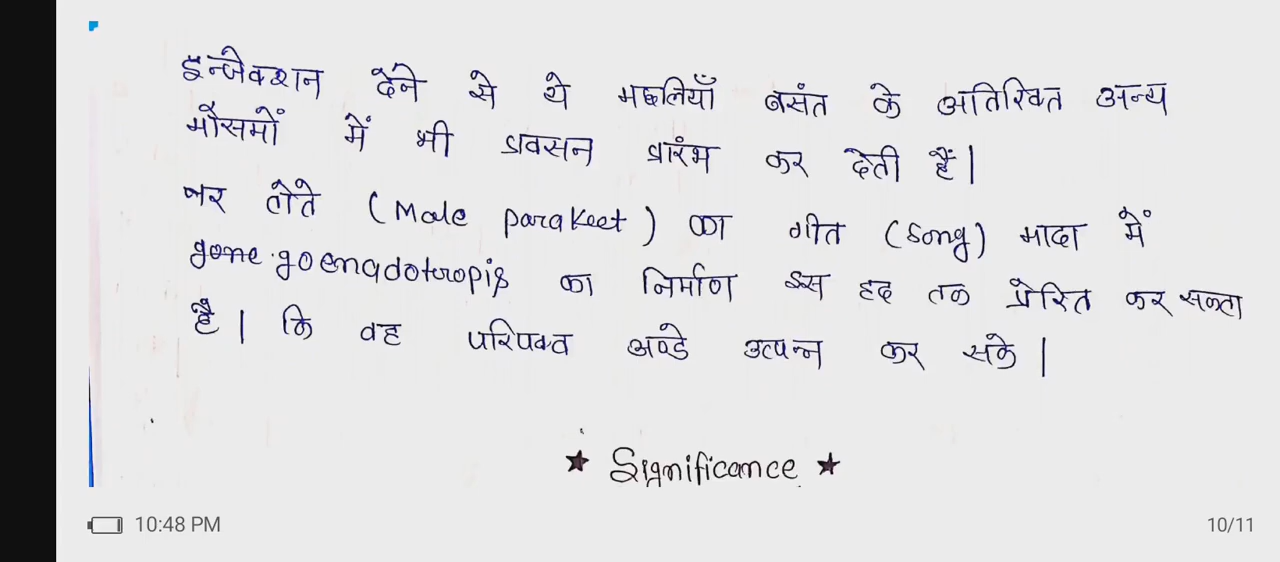 इन्जेक्शन देने से ये मछलियाँ बसंत के अतिरिक्त अन्य
मौसमों में भी प्रवसन प्रारंभ कर देती हैं।
नर तोते (Male parakeet) का गीत (Song) मादा में
gone-goenadotropis का निर्माण इस हद तक प्रेरित कर सकता
है। कि वह परिपक्व अण्डे उत्पन्न कर सके।
★ Significance ★
10:48 PM
10/11